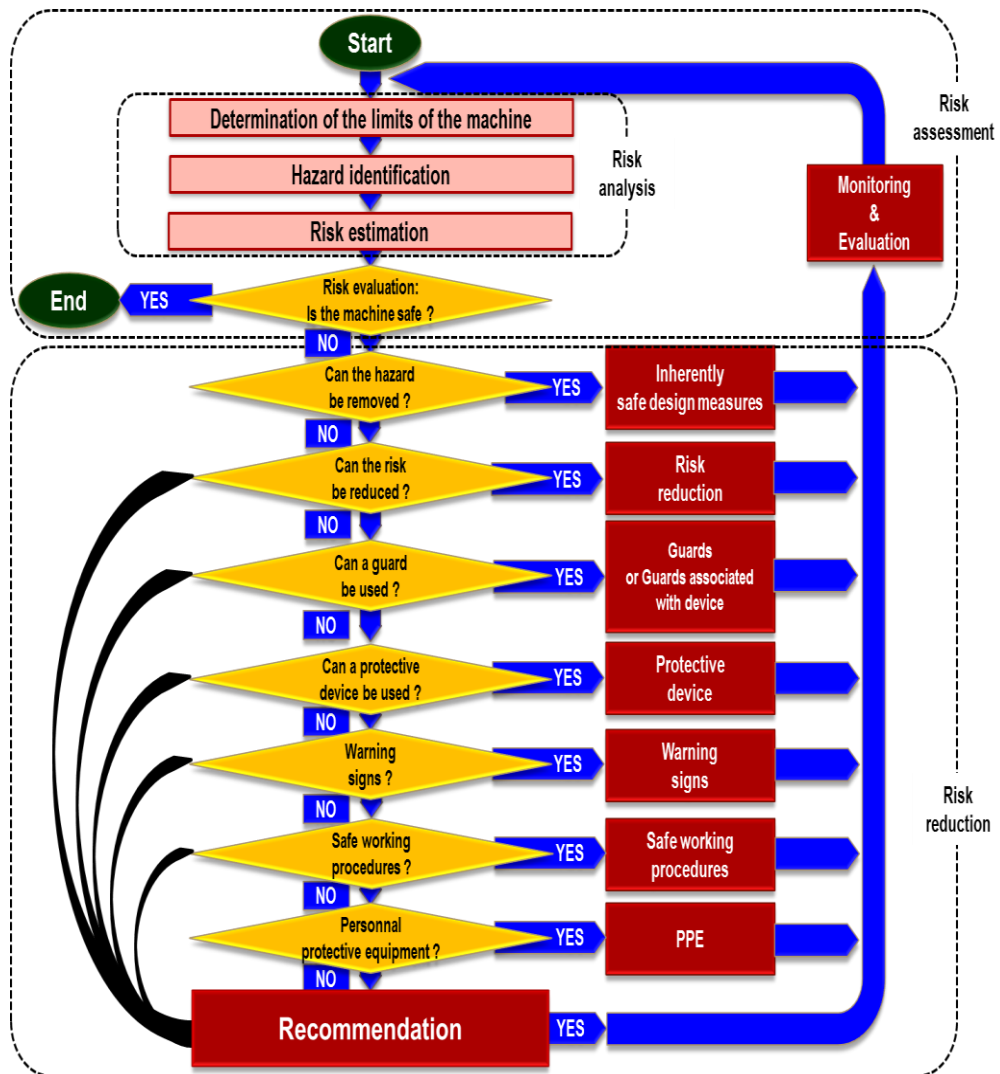 Start
Risk
assessment
Determination of the limits of the machine
Hazard identification
Risk estimation
Risk
analysis
Monitoring
&
Evaluation
Risk evaluation:
Is the machine safe ?
YES
End
NO
Can the hazard
be removed ?
YES
Inherently
safe design measures
NO
Can the risk
be reduced ?
YES
Risk
reduction
NO
Can a guard
be used ?
YES
Guards
or Guards associated
with device
NO
Can a protective
device be used ?
YES
Protective
device
NO
Warning
signs ?
YES
Warning
signs
Risk
reduction
NO
Safe working
procedures ?
YES
Safe working
procedures
NO
Personnal
protective equipment ?
YES
PPE
NO
Recommendation
YES